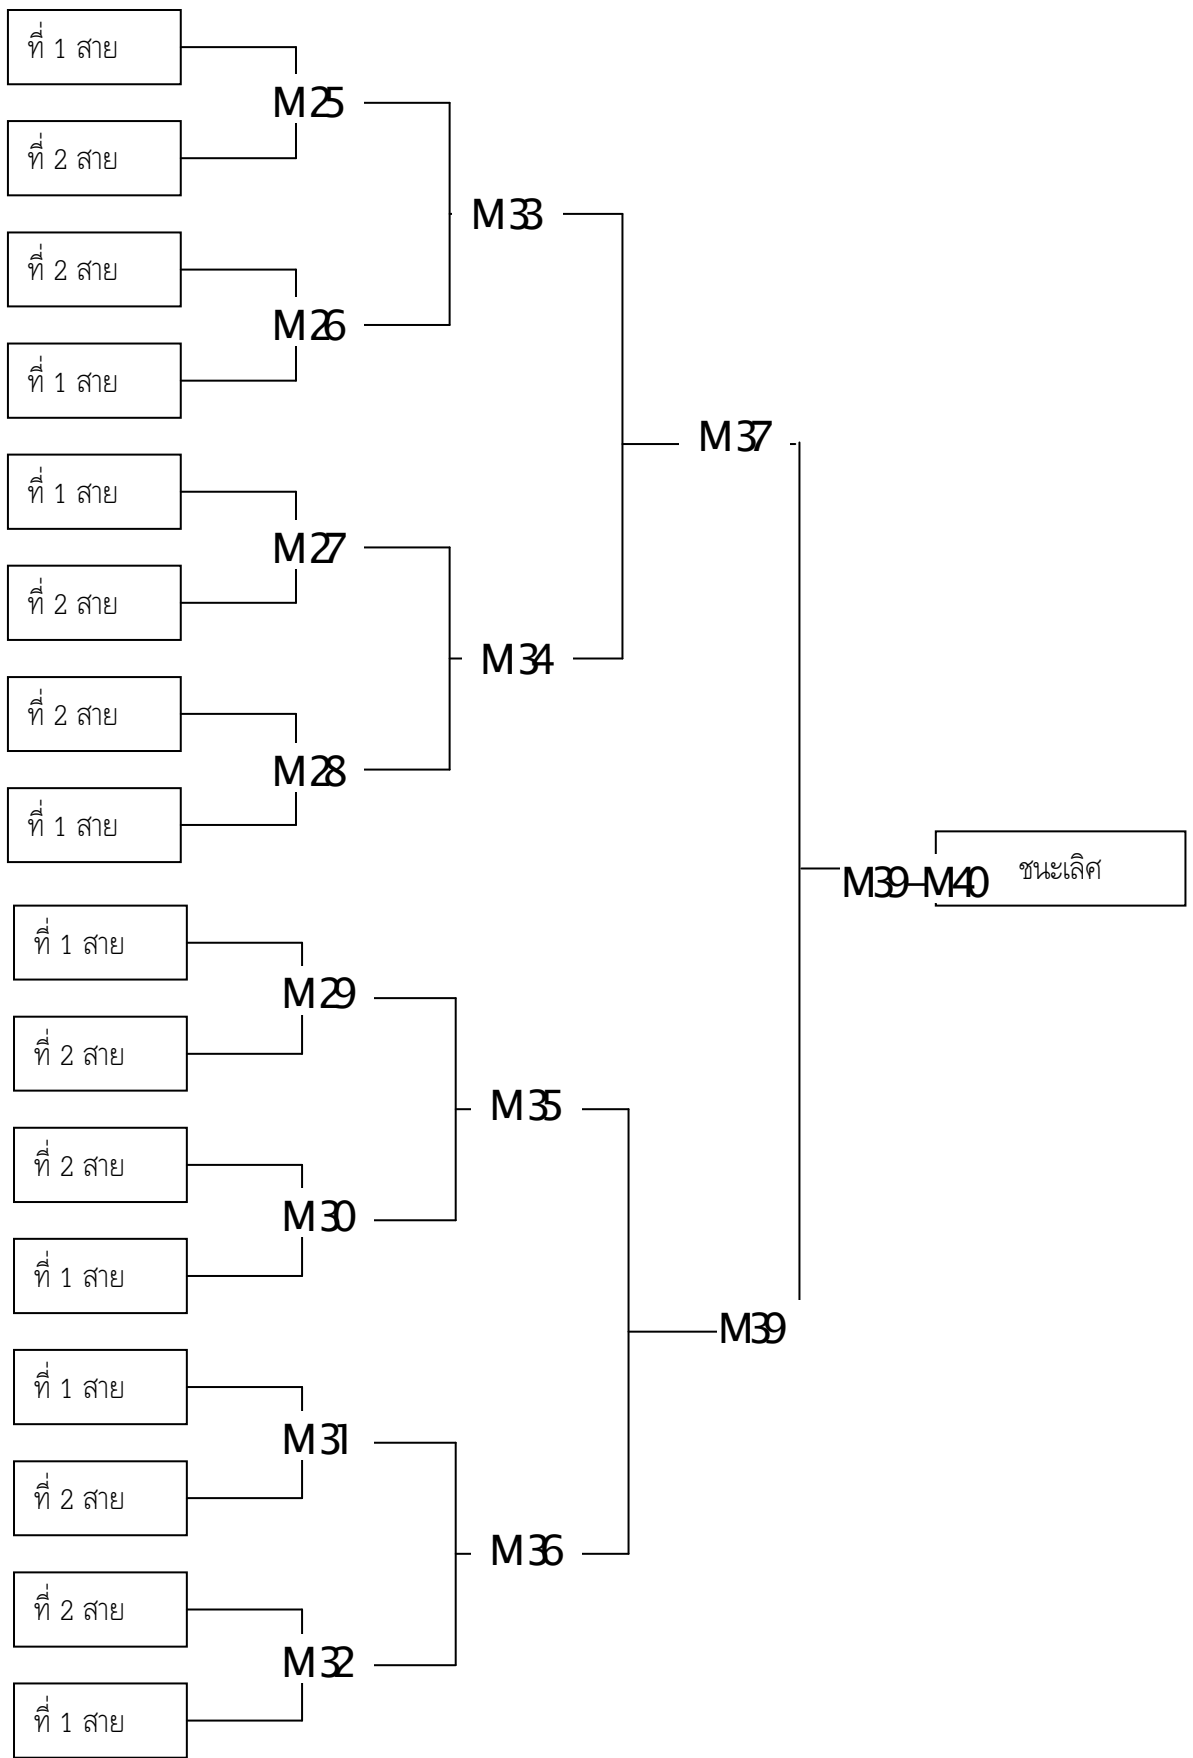 ที่ 1 สาย
M25
ที่ 2 สาย
M33
ที่ 2 สาย
M26
ที่ 1 สาย
M37
ที่ 1 สาย
M27
ที่ 2 สาย
M34
ที่ 2 สาย
M28
ที่ 1 สาย
M39-M40
ชนะเลิศ
ที่ 1 สาย
M29
ที่ 2 สาย
M35
ที่ 2 สาย
M30
ที่ 1 สาย
M39
ที่ 1 สาย
M31
ที่ 2 สาย
M36
ที่ 2 สาย
M32
ที่ 1 สาย